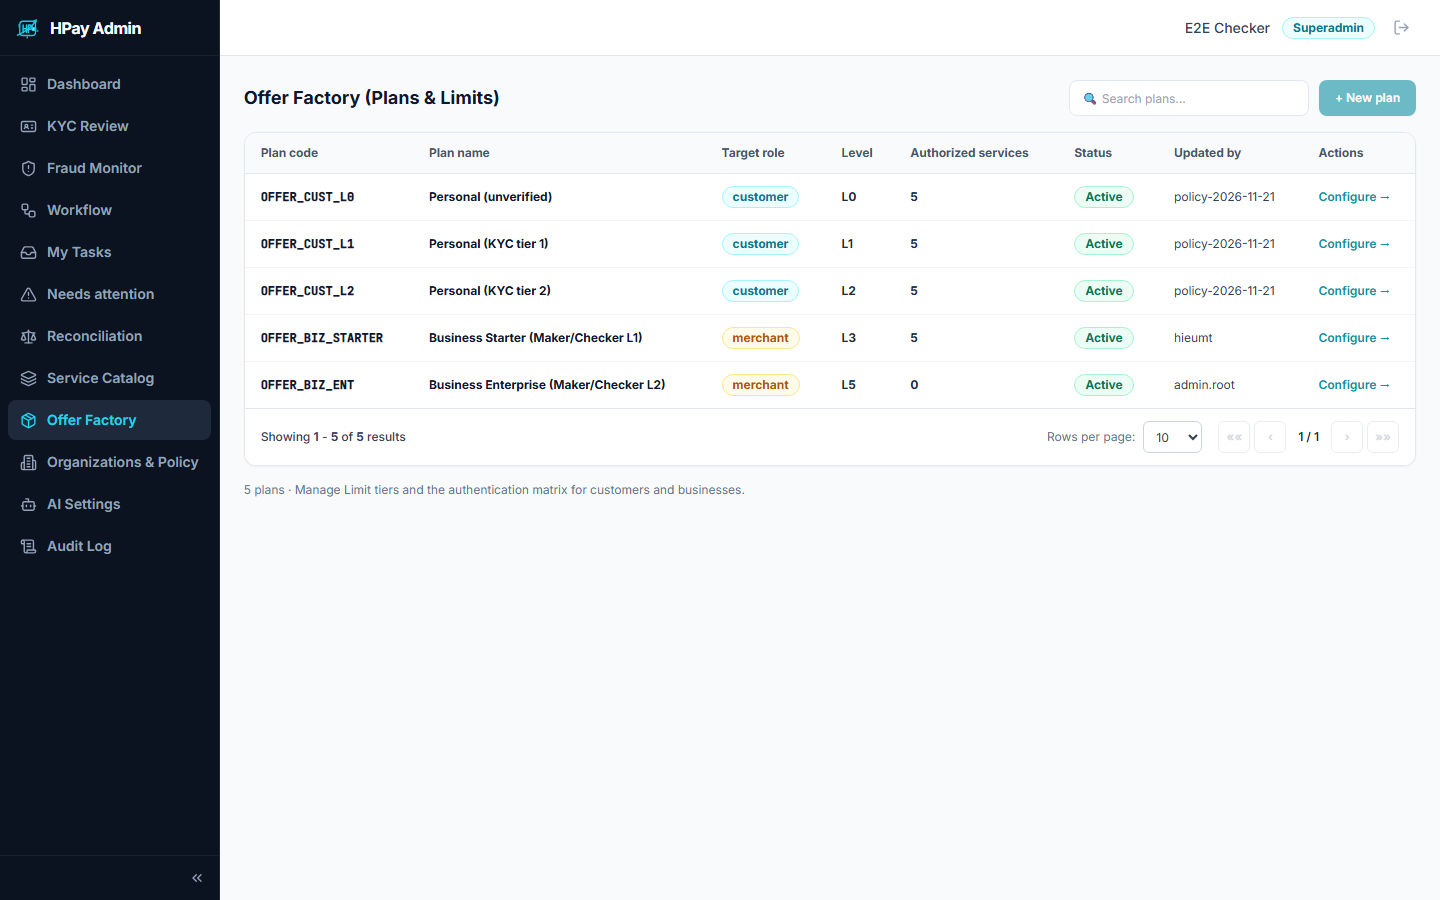 HPay Admin
E2E Checker Superadmin
Dashboard
KYC Review
Fraud Monitor
Workflow
My Tasks
Needs attention
Reconciliation
Service Catalog
Offer Factory
Organizations & Policy
AI Settings
Audit Log
«
Offer Factory (Plans & Limits)
Search plans...
+ New plan
Plan code Plan name Target role Level Authorized services Status Updated by Actions
OFFER_CUST_L0 Personal (unverified) customer L0 5 Active policy-2026-11-21 Configure →
OFFER_CUST_L1 Personal (KYC tier 1) customer L1 5 Active policy-2026-11-21 Configure →
OFFER_CUST_L2 Personal (KYC tier 2) customer L2 5 Active policy-2026-11-21 Configure →
OFFER_BIZ_STARTER Business Starter (Maker/Checker L1) merchant L3 5 Active hieumt Configure →
OFFER_BIZ_ENT Business Enterprise (Maker/Checker L2) merchant L5 0 Active admin.root Configure →
Showing 1 - 5 of 5 results Rows per page: 10 «« ‹ 1 / 1 › »»
5 plans · Manage Limit tiers and the authentication matrix for customers and businesses.